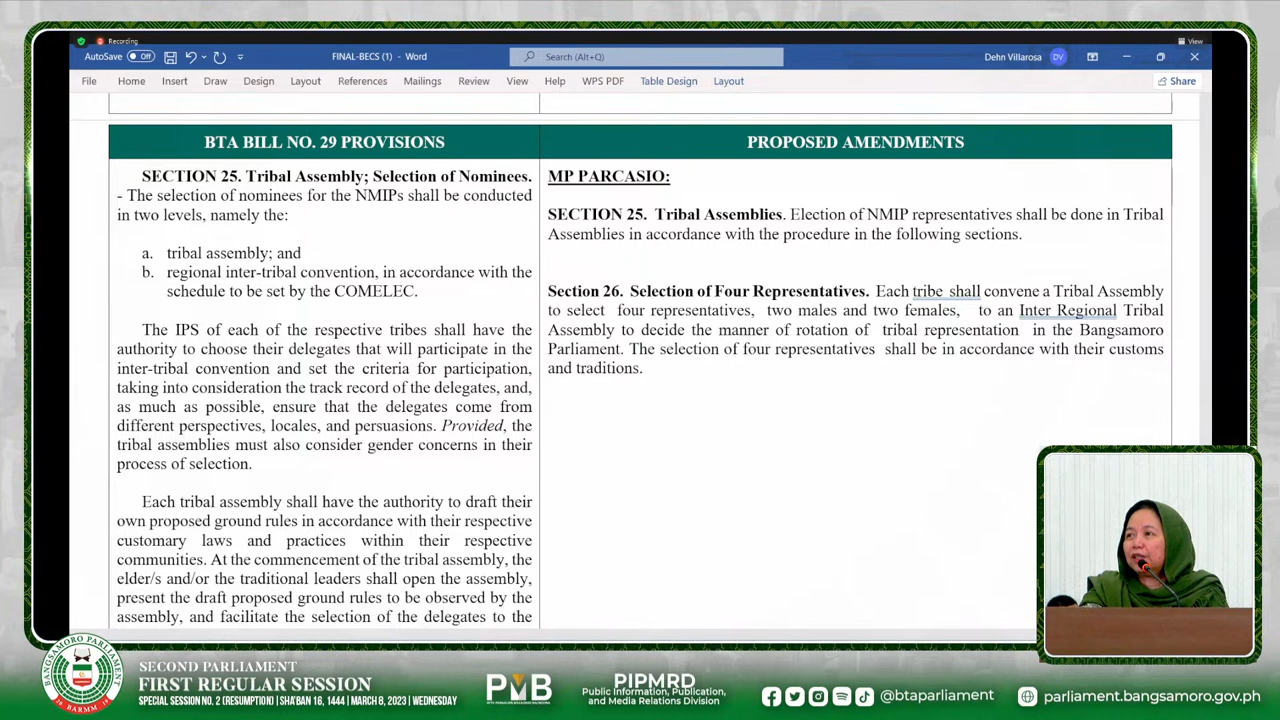 Recording
View
AutoSave Off
FINAL-BECS (1) - Word
Search (Alt+Q)
Dehn Villarosa
DV
File Home Insert Draw Design Layout References Mailings Review View Help WPS PDF Table Design Layout
Share
BTA BILL NO. 29 PROVISIONS
SECTION 25. Tribal Assembly; Selection of Nominees.
- The selection of nominees for the NMIPs shall be conducted
in two levels, namely the:
a. tribal assembly; and
b. regional inter-tribal convention, in accordance with the
schedule to be set by the COMELEC.
The IPS of each of the respective tribes shall have the
authority to choose their delegates that will participate in the
inter-tribal convention and set the criteria for participation,
taking into consideration the track record of the delegates, and,
as much as possible, ensure that the delegates come from
different perspectives, locales, and persuasions. Provided, the
tribal assemblies must also consider gender concerns in their
process of selection.
Each tribal assembly shall have the authority to draft their
own proposed ground rules in accordance with their respective
customary laws and practices within their respective
communities. At the commencement of the tribal assembly, the
elder/s and/or the traditional leaders shall open the assembly,
present the draft proposed ground rules to be observed by the
assembly, and facilitate the selection of the delegates to the
PROPOSED AMENDMENTS
MP PARCASIO:
SECTION 25. Tribal Assemblies. Election of NMIP representatives shall be done in Tribal
Assemblies in accordance with the procedure in the following sections.
Section 26. Selection of Four Representatives. Each tribe shall convene a Tribal Assembly
to select four representatives, two males and two females, to an Inter Regional Tribal
Assembly to decide the manner of rotation of tribal representation in the Bangsamoro
Parliament. The selection of four representatives shall be in accordance with their customs
and traditions.
BANGSAMORO PARLIAMENT
BARMM
SECOND PARLIAMENT
FIRST REGULAR SESSION
SPECIAL SESSION NO. 2 (RESUMPTION) | SHA'BAN 16, 1444 | MARCH 8, 2023 | WEDNESDAY
PMB
PIPMRD
Public Information, Publication,
and Media Relations Division
@btaparliament
parliament.bangsamoro.gov.ph